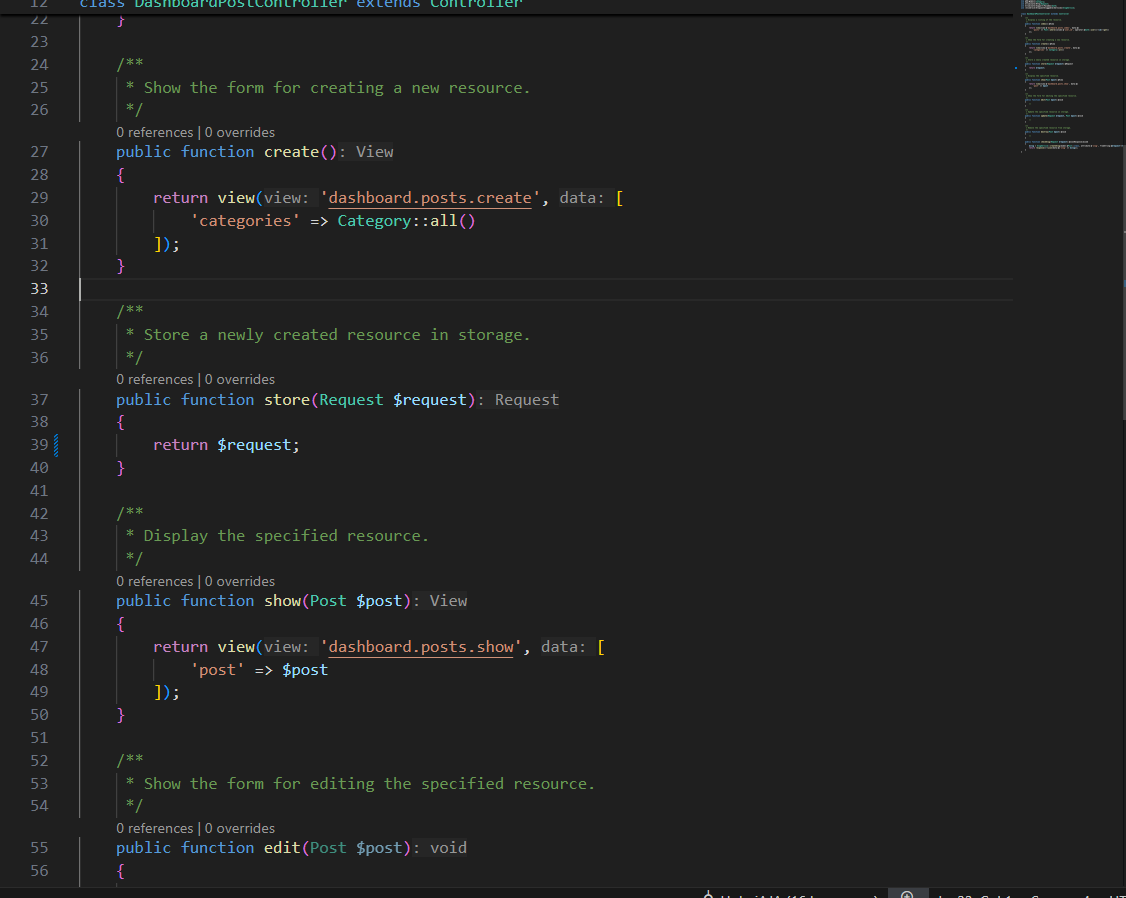 12 class DashboardPostController extends Controller
22 }
23
24 /**
25 * Show the form for creating a new resource.
26 */
0 references | 0 overrides
27 public function create(): View
28 {
29 return view(view: 'dashboard.posts.create', data: [
30 'categories' => Category::all()
31 ]);
32 }
33
34 /**
35 * Store a newly created resource in storage.
36 */
0 references | 0 overrides
37 public function store(Request $request): Request
38 {
39 return $request;
40 }
41
42 /**
43 * Display the specified resource.
44 */
0 references | 0 overrides
45 public function show(Post $post): View
46 {
47 return view(view: 'dashboard.posts.show', data: [
48 'post' => $post
49 ]);
50 }
51
52 /**
53 * Show the form for editing the specified resource.
54 */
0 references | 0 overrides
55 public function edit(Post $post): void
56 {